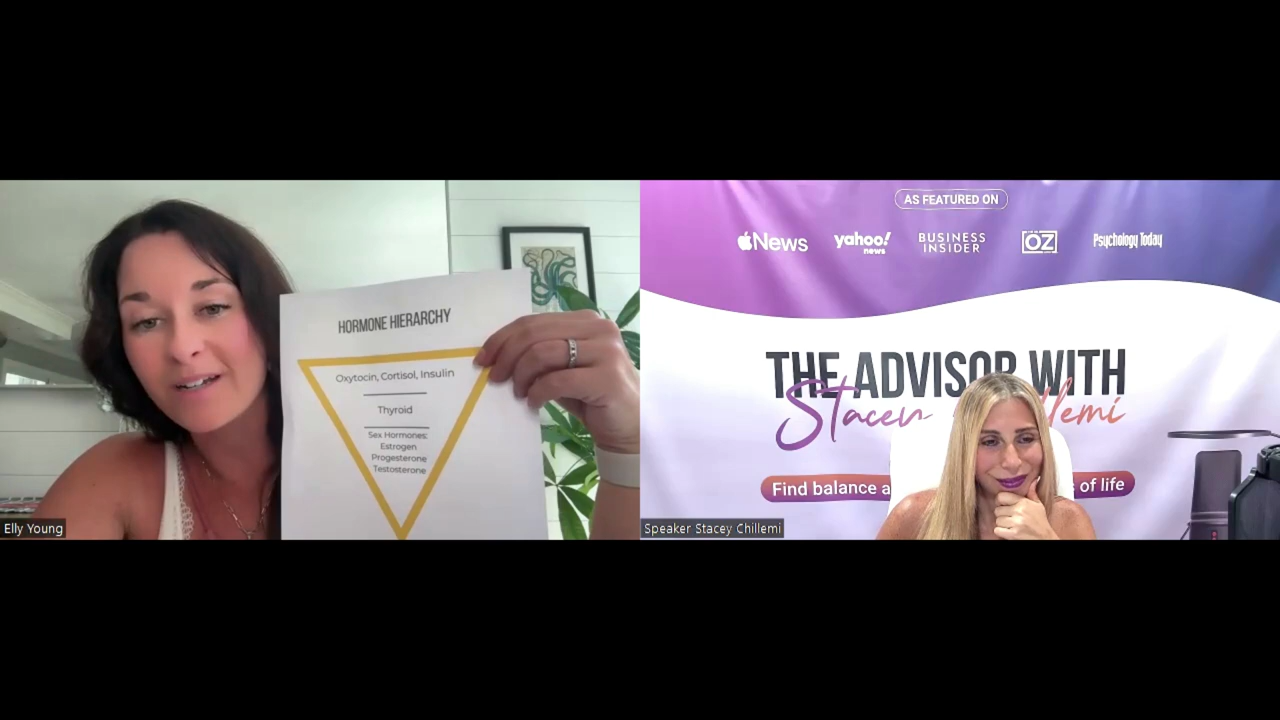 HORMONE HIERARCHY
Oxytocin, Cortisol, Insulin
Thyroid
Sex Hormones:
Estrogen
Progesterone
Testosterone
Elly Young
AS FEATURED ON
News
yahoo!
news
BUSINESS
INSIDER
OZ
Psychology Today
THE ADVISOR WITH
Find balance
of life
Speaker Stacey Chillemi